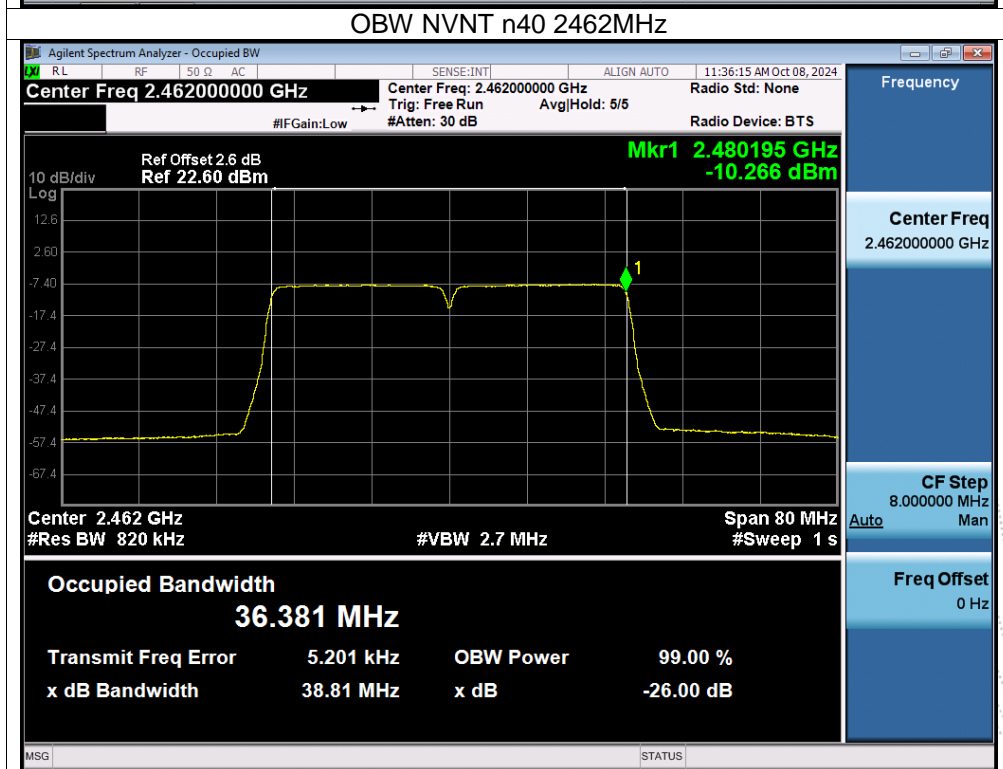 OBW NVNT n40 2462MHz
Agilent Spectrum Analyzer - Occupied BW
LXI RL RF 50 Ω AC SENSE:INT ALIGN AUTO 11:36:15 AM Oct 08, 2024
Center Freq 2.462000000 GHz
Center Freq: 2.462000000 GHz
Radio Std: None
Trig: Free Run Avg|Hold: 5/5
#IFGain:Low
#Atten: 30 dB
Radio Device: BTS
Frequency
Mkr1 2.480195 GHz
-10.266 dBm
Ref Offset 2.6 dB
10 dB/div Ref 22.60 dBm
Log
12.6
2.60
-7.40
-17.4
-27.4
-37.4
-47.4
-57.4
-67.4
1
Center 2.462 GHz
Span 80 MHz
#Res BW 820 kHz
#VBW 2.7 MHz
#Sweep 1 s
Center Freq
2.462000000 GHz
CF Step
8.000000 MHz
Auto Man
Freq Offset
0 Hz
Occupied Bandwidth
36.381 MHz
Transmit Freq Error 5.201 kHz OBW Power 99.00 %
x dB Bandwidth 38.81 MHz x dB -26.00 dB
MSG STATUS